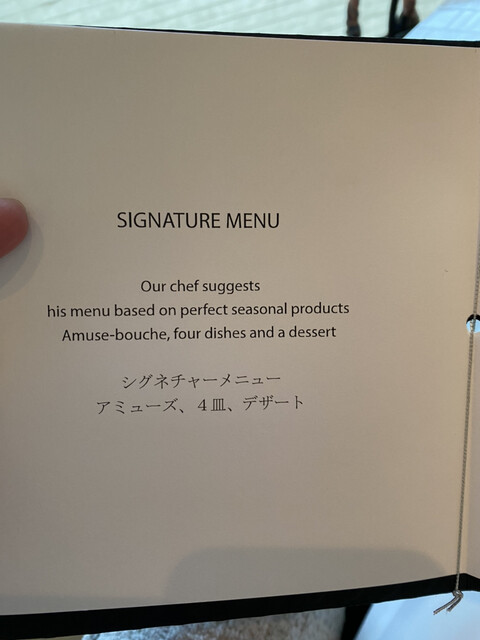 SIGNATURE MENU
Our chef suggests
his menu based on perfect seasonal products
Amuse-bouche, four dishes and a dessert
シグネチャーメニュー
アミューズ、４皿、デザート